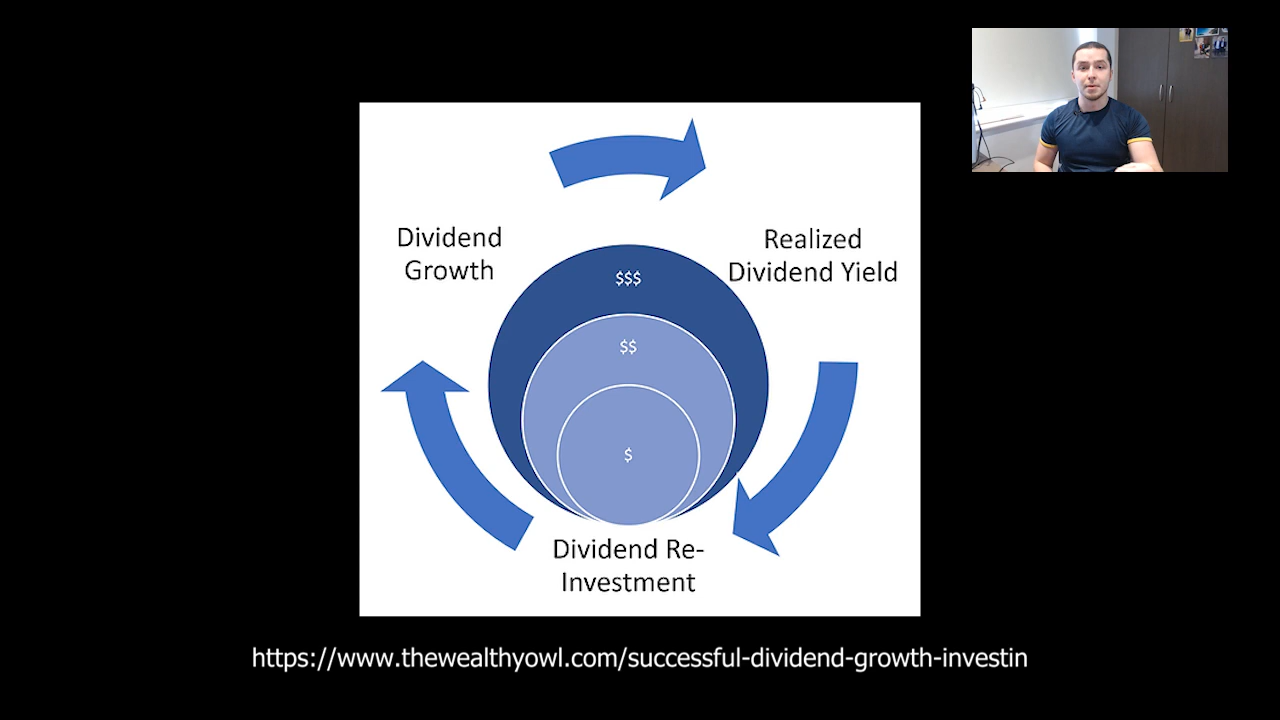 Dividend
Growth
Realized
Dividend Yield
$$$
$$
$
Dividend Re-
Investment
https://www.thewealthyowl.com/successful-dividend-growth-investin